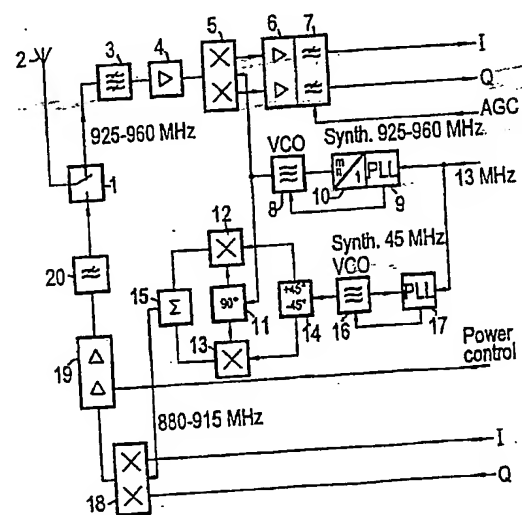 5
6
7
2
3
4
I
Q
AGC
925-960 MHz
Synth. 925-960 MHz
VCO
m
n
1
PLL
13 MHz
1
8
10
9
12
Synth. 45 MHz
VCO
20
15
Σ
90°
+45°
-45°
PLL
11
14
16
17
13
19
Power
control
880-915 MHz
I
18
Q